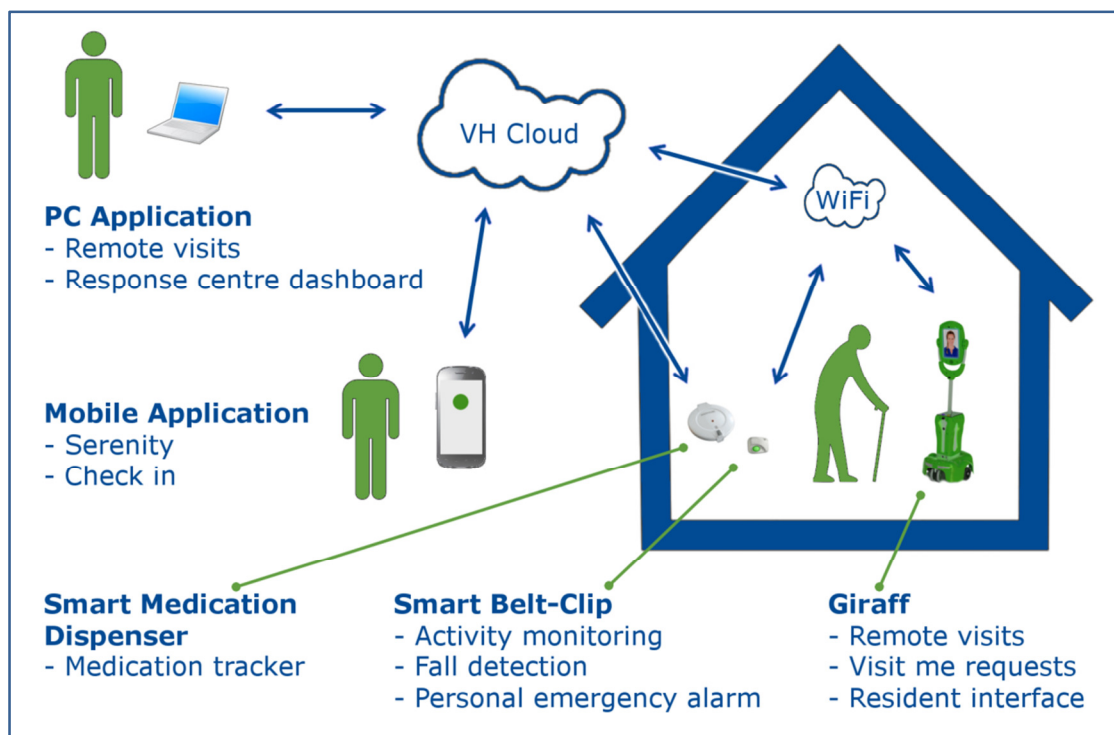 VH Cloud
WiFi
PC Application
- Remote visits
- Response centre dashboard
Mobile Application
- Serenity
- Check in
Smart Medication
Dispenser
- Medication tracker
Smart Belt-Clip
- Activity monitoring
- Fall detection
- Personal emergency alarm
Giraff
- Remote visits
- Visit me requests
- Resident interface